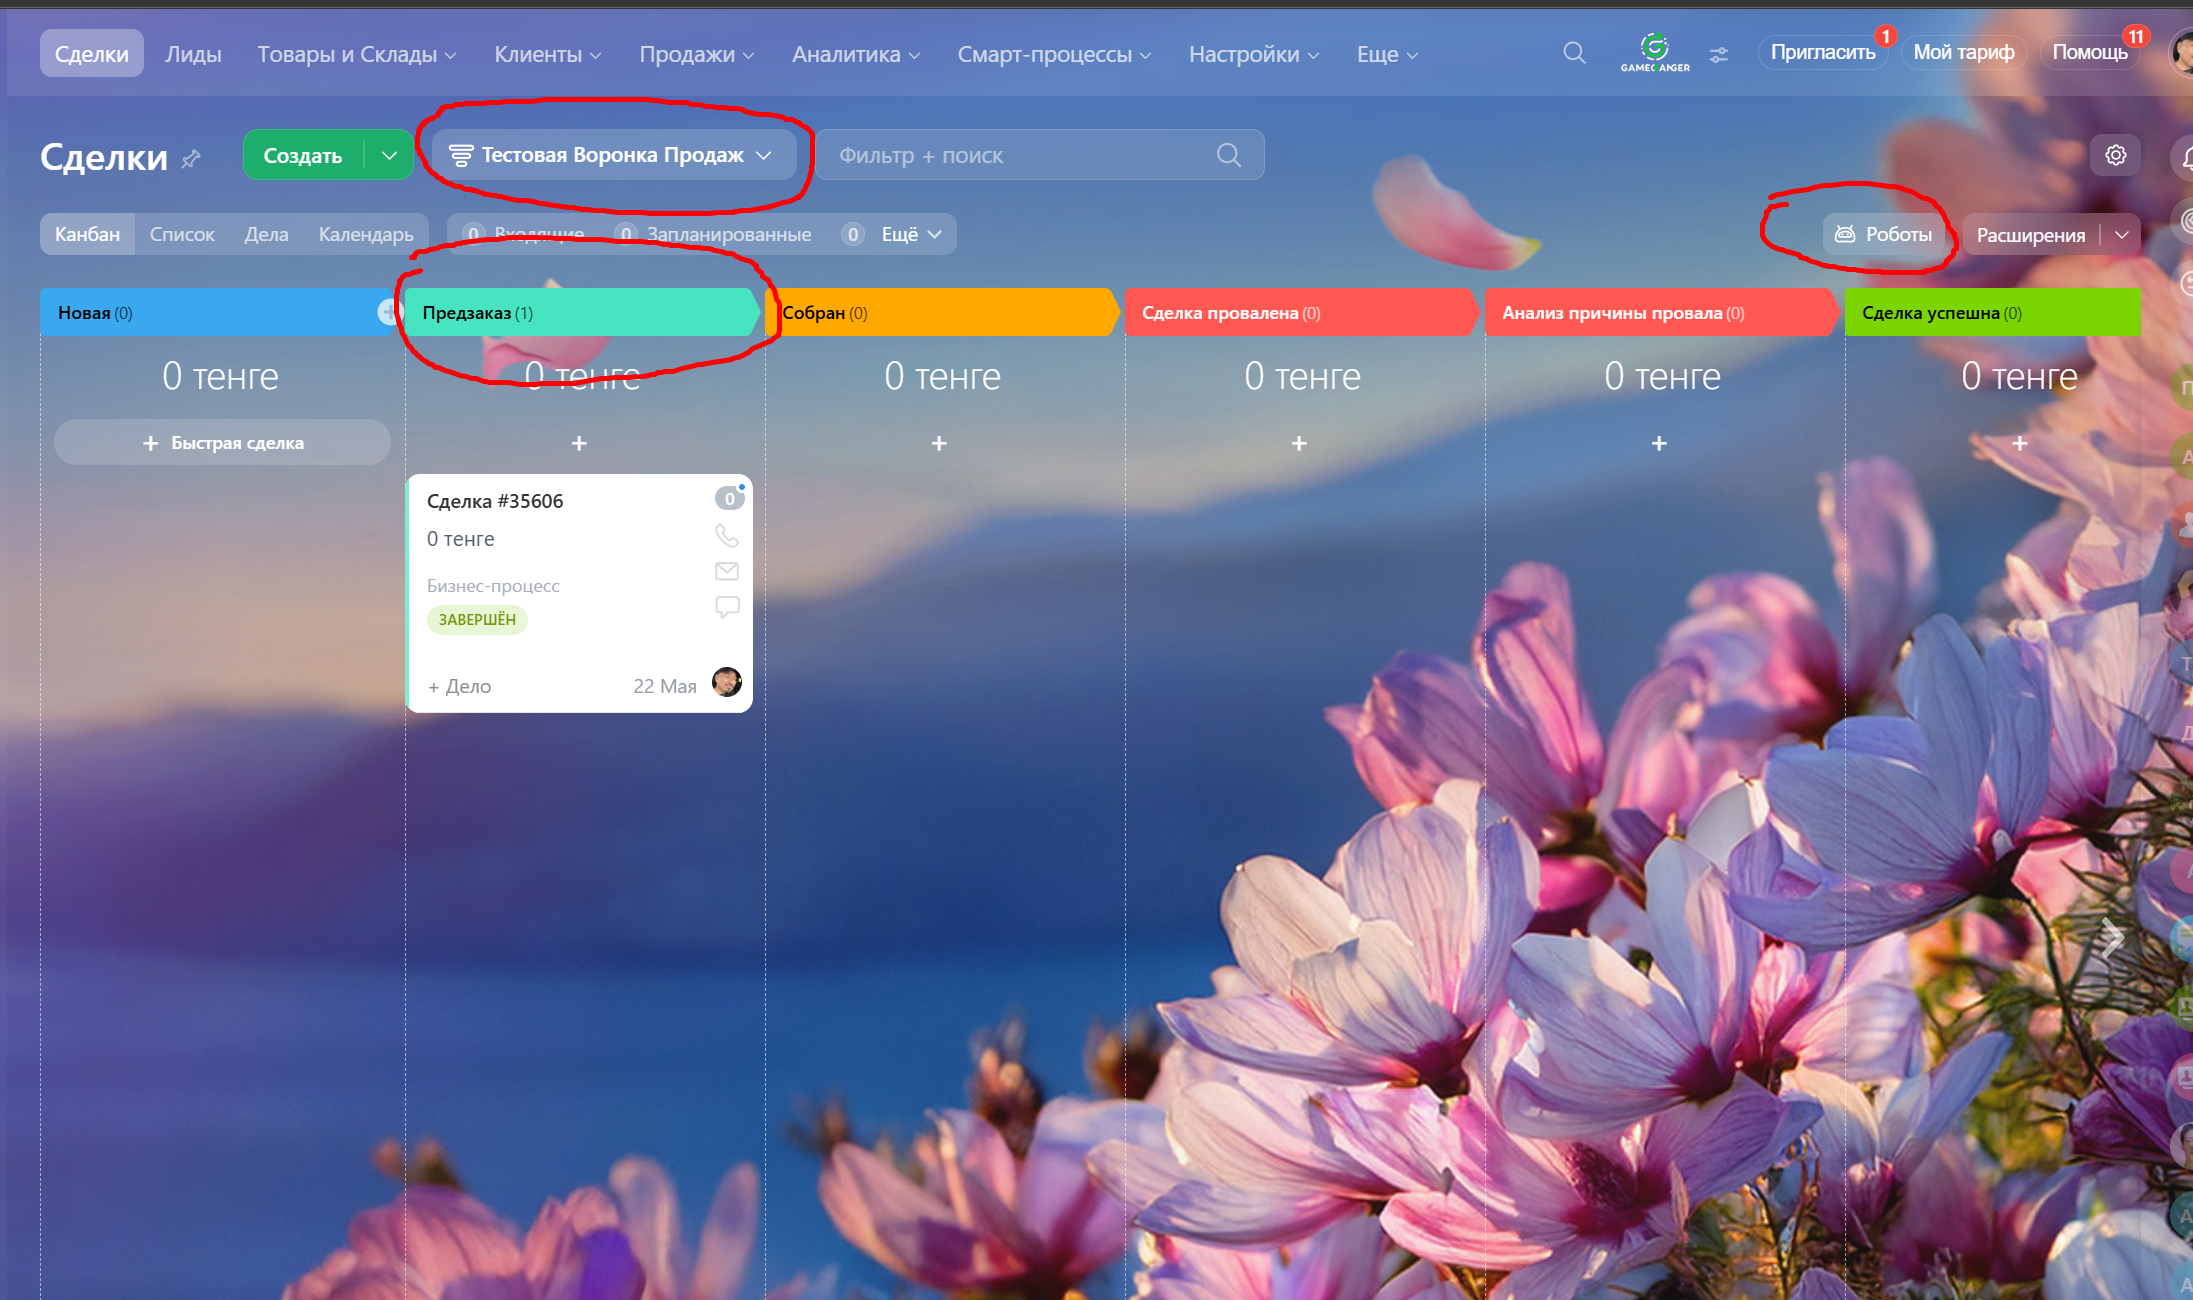 Сделки Лиды Товары и Склады Клиенты Продажи Аналитика Смарт-процессы Настройки Еще GAMECHANGER Пригласить 1 Мой тариф Помощь 11
Сделки Создать Тестовая Воронка Продаж Фильтр + поиск
Канбан Список Дела Календарь 0 Входящие 0 Запланированные 0 Ещё Роботы Расширения
Новая (0) Предзаказ (1) Собран (0) Сделка провалена (0) Анализ причины провала (0) Сделка успешна (0)
0 тенге 0 тенге 0 тенге 0 тенге 0 тенге 0 тенге
+ Быстрая сделка + + + + +
Сделка #35606 0
0 тенге
Бизнес-процесс
ЗАВЕРШЁН
+ Дело 22 Мая